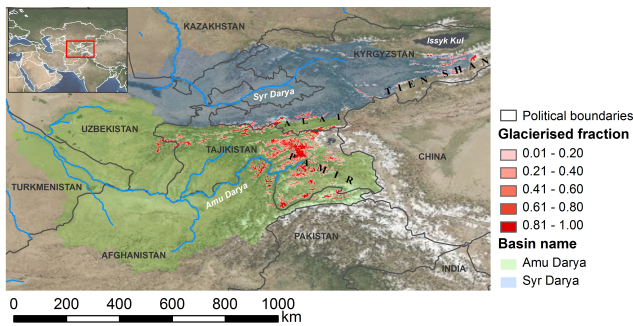 KAZAKHSTAN
Issyk Kul
KYRGYZSTAN
TIEN SHAN
Syr Darya
ALAI
UZBEKISTAN
TAJIKISTAN
PAMIR
CHINA
TURKMENISTAN
Amu Darya
PAKISTAN
AFGHANISTAN
INDIA
Political boundaries
Glacierised fraction
0.01 - 0.20
0.21 - 0.40
0.41 - 0.60
0.61 - 0.80
0.81 - 1.00
Basin name
Amu Darya
Syr Darya
0 200 400 600 800 1000
km